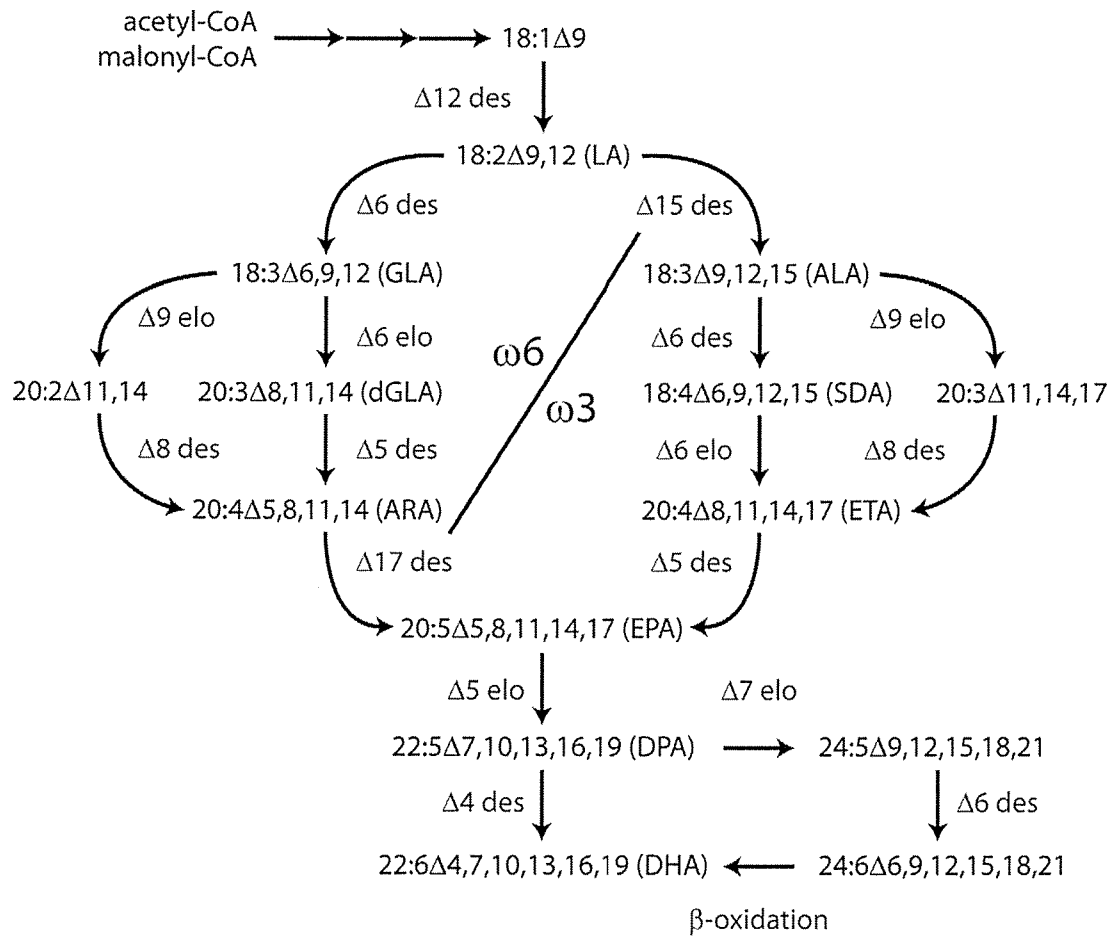 acetyl-CoA
malonyl-CoA
18:1Δ9
Δ12 des
18:2Δ9,12 (LA)
Δ6 des
Δ15 des
18:3Δ6,9,12 (GLA)
18:3Δ9,12,15 (ALA)
Δ9 elo
Δ6 elo
Δ6 des
Δ9 elo
ω6
ω3
20:2Δ11,14
20:3Δ8,11,14 (dGLA)
18:4Δ6,9,12,15 (SDA)
20:3Δ11,14,17
Δ8 des
Δ5 des
Δ6 elo
Δ8 des
20:4Δ5,8,11,14 (ARA)
20:4Δ8,11,14,17 (ETA)
Δ17 des
Δ5 des
20:5Δ5,8,11,14,17 (EPA)
Δ5 elo
Δ7 elo
22:5Δ7,10,13,16,19 (DPA)
24:5Δ9,12,15,18,21
Δ4 des
Δ6 des
22:6Δ4,7,10,13,16,19 (DHA)
24:6Δ6,9,12,15,18,21
β-oxidation